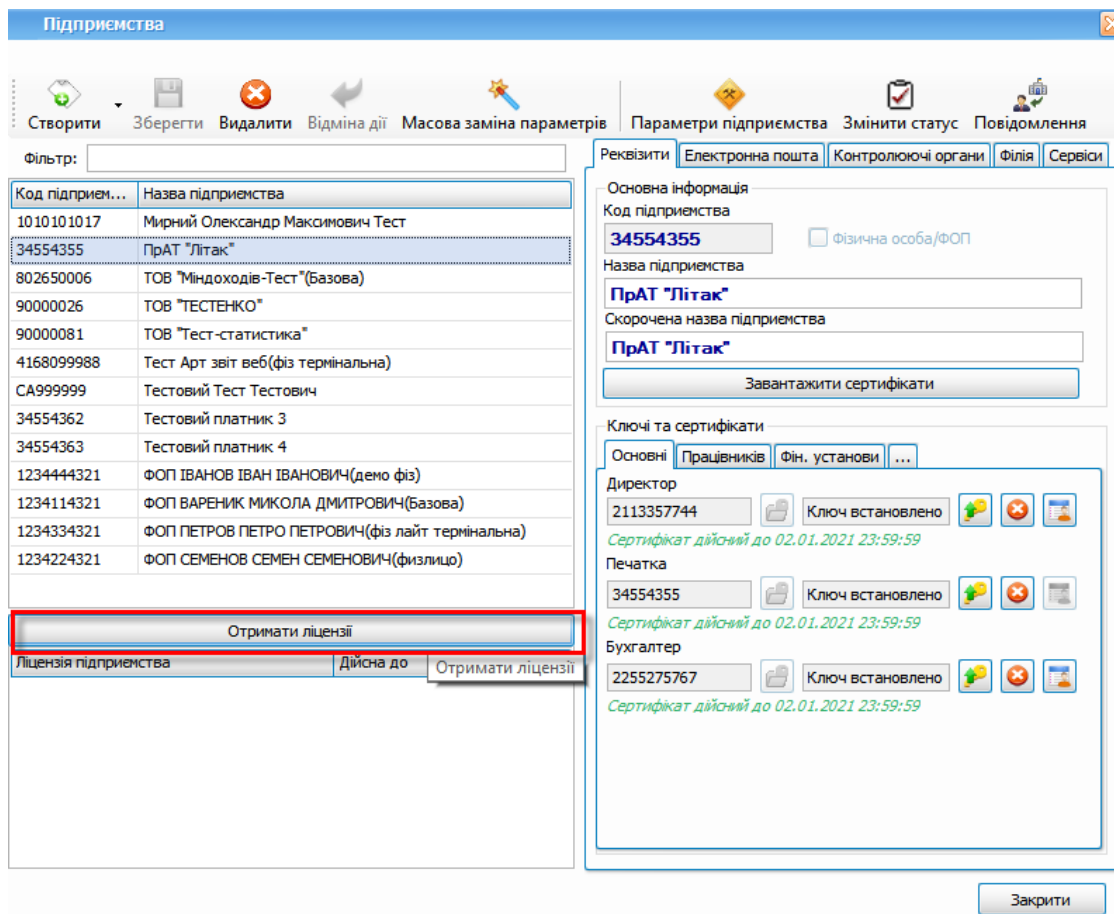 Підприємства
Створити Зберегти Видалити Відміна дії Масова заміна параметрів Параметри підприємства Змінити статус Повідомлення
Фільтр:
Код підприєм... Назва підприємства
1010101017 Мирний Олександр Максимович Тест
34554355 ПрАТ "Літак"
802650006 ТОВ "Міндоходів-Тест"(Базова)
90000026 ТОВ "ТЕСТЕНКО"
90000081 ТОВ "Тест-статистика"
4168099988 Тест Арт звіт веб(фіз термінальна)
СА999999 Тестовий Тест Тестович
34554362 Тестовий платник 3
34554363 Тестовий платник 4
1234444321 ФОП ІВАНОВ ІВАН ІВАНОВИЧ(демо фіз)
1234114321 ФОП ВАРЕНИК МИКОЛА ДМИТРОВИЧ(Базова)
1234334321 ФОП ПЕТРОВ ПЕТРО ПЕТРОВИЧ(фіз лайт термінальна)
1234224321 ФОП СЕМЕНОВ СЕМЕН СЕМЕНОВИЧ(физлицо)
Отримати ліцензії
Ліцензія підприємства Дійсна до
Отримати ліцензії
Реквізити Електронна пошта Контролюючі органи Філія Сервіси
Основна інформація
Код підприємства
34554355 Фізична особа/ФОП
Назва підприємства
ПрАТ "Літак"
Скорочена назва підприємства
ПрАТ "Літак"
Завантажити сертифікати
Ключі та сертифікати
Основні Працівників Фін. установи ...
Директор
2113357744 Ключ встановлено
Сертифікат дійсний до 02.01.2021 23:59:59
Печатка
34554355 Ключ встановлено
Сертифікат дійсний до 02.01.2021 23:59:59
Бухгалтер
2255275767 Ключ встановлено
Сертифікат дійсний до 02.01.2021 23:59:59
Закрити